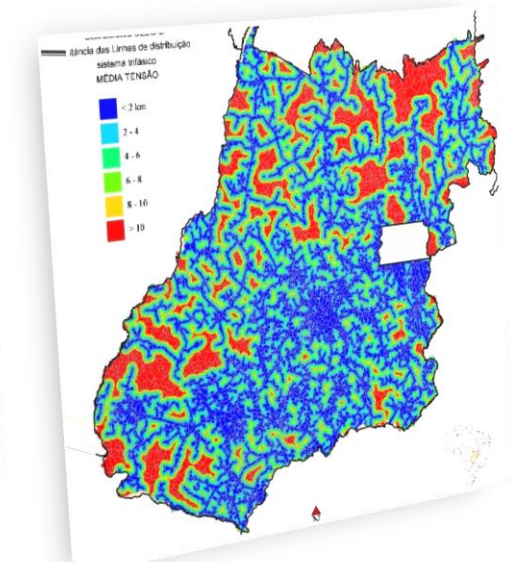 tância das Linhas de distribuição
sistema trifásico
MÉDIA TENSÃO
< 2 km
2 - 4
4 - 6
6 - 8
8 - 10
> 10